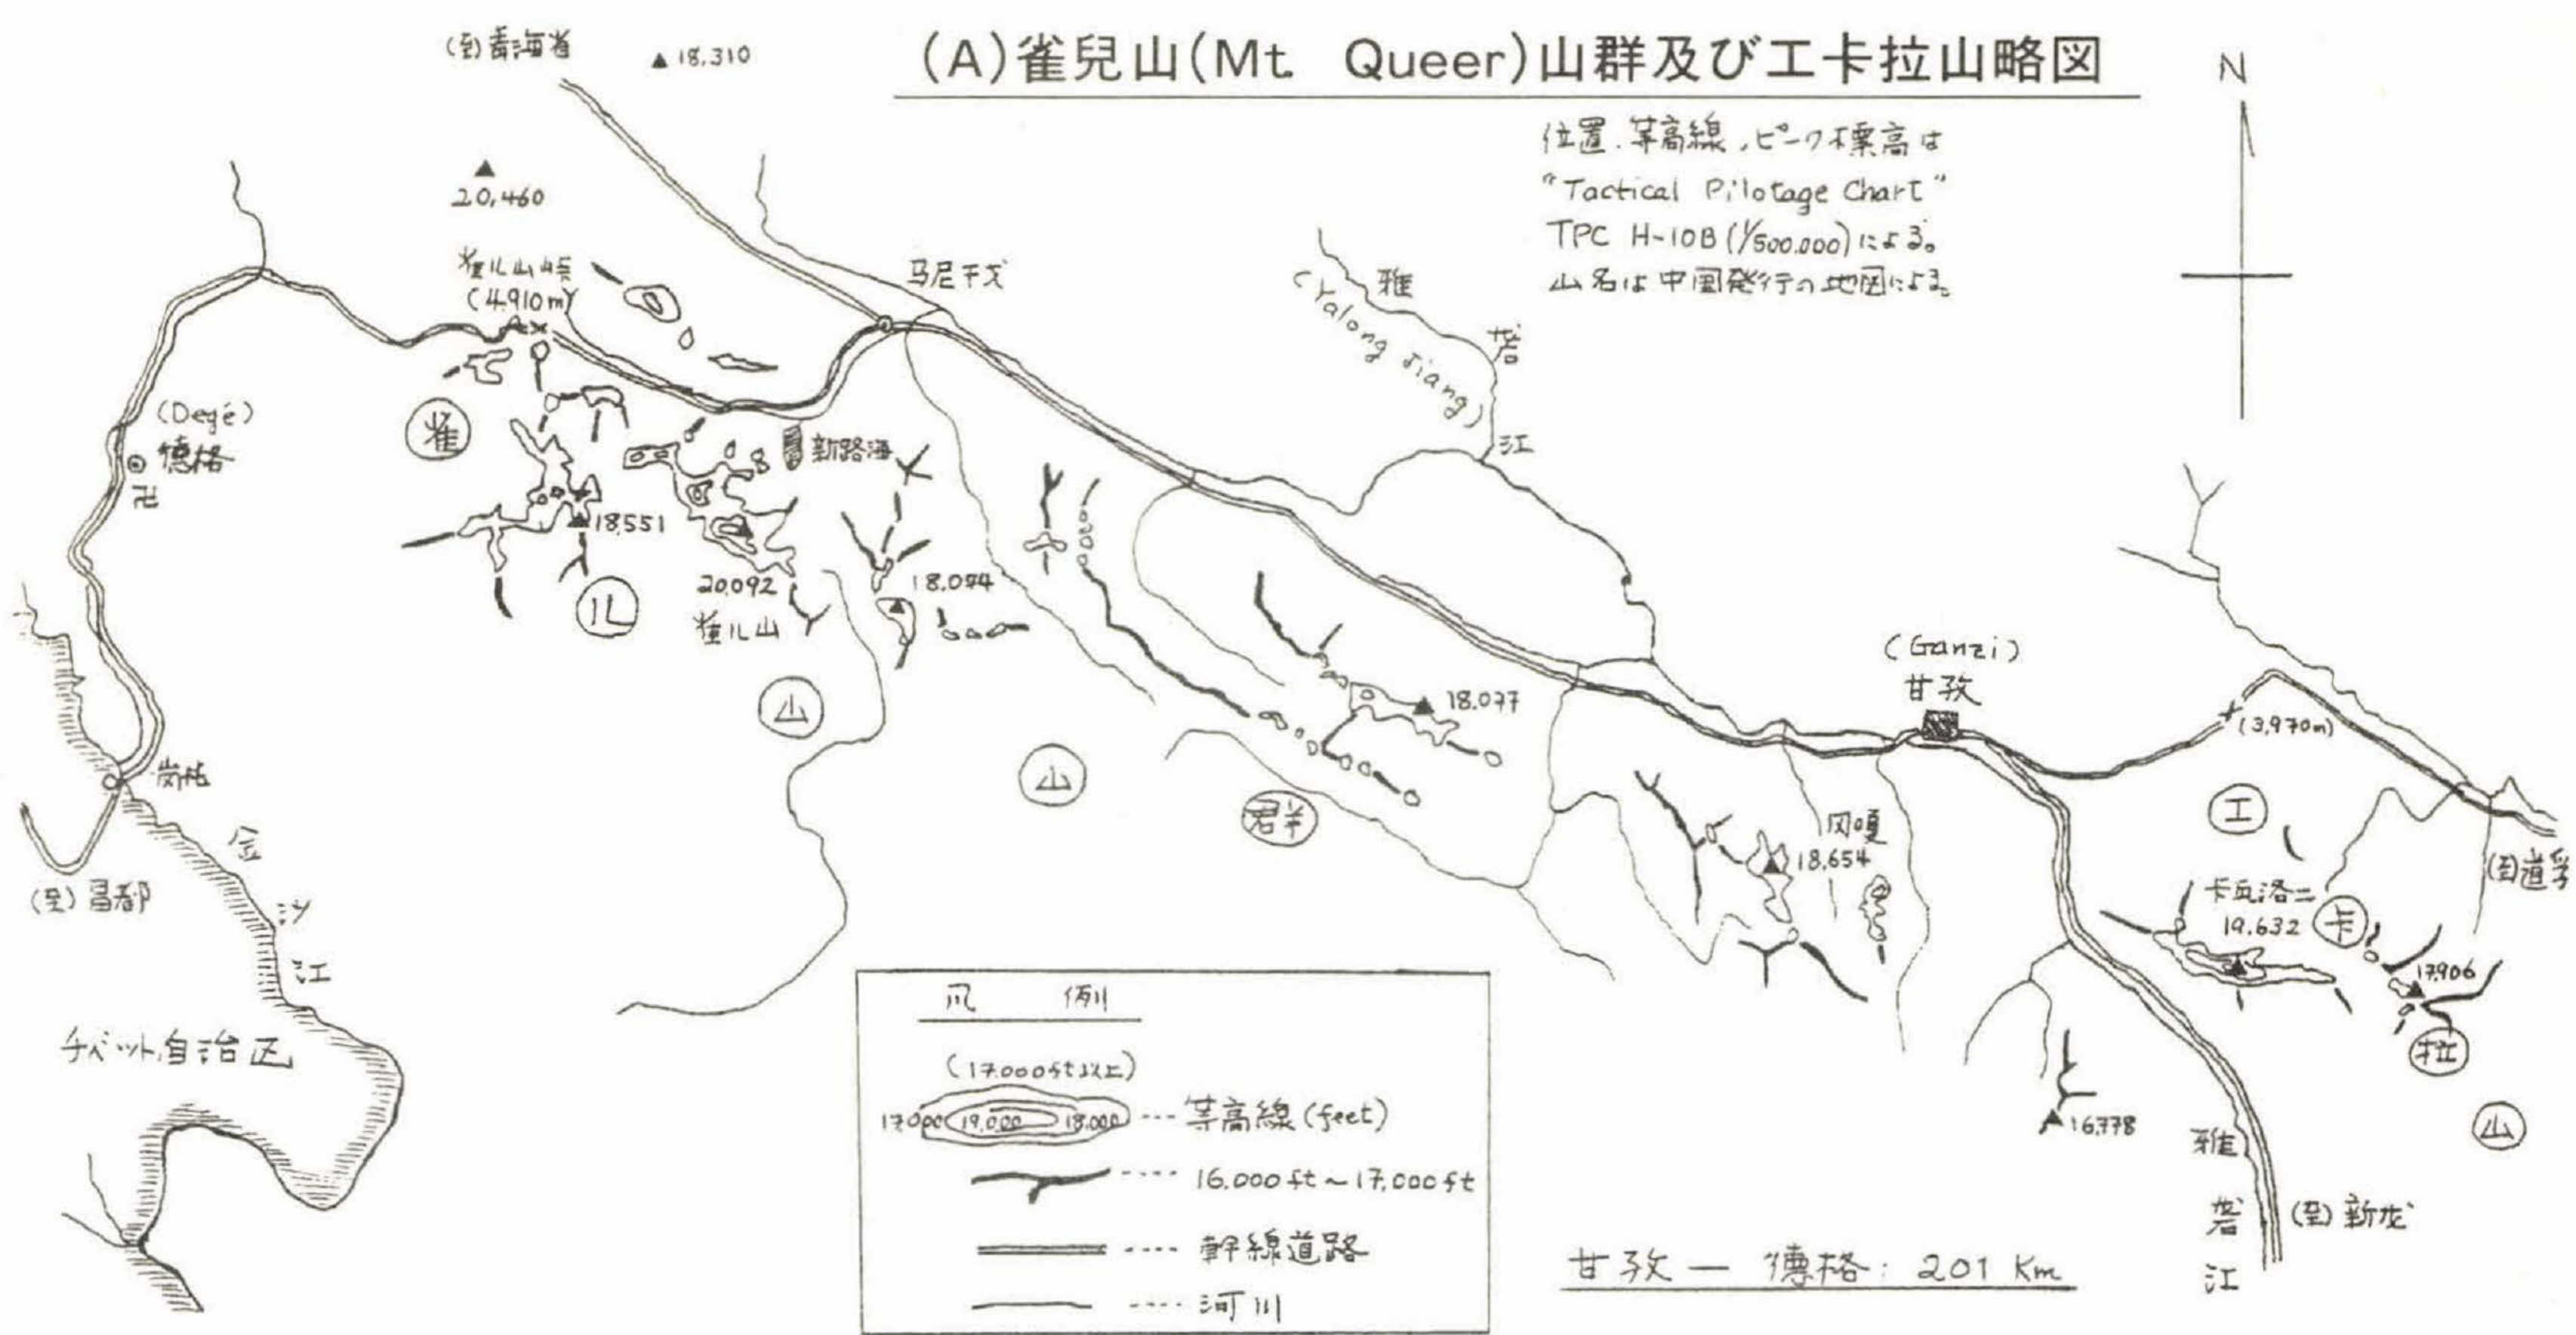 (A)雀兒山(Mt. Queer)山群及び工卡拉山略図
位置、等高線、ピーク標高は
"Tactical Pilotage Chart"
TPC H-10B(1/500,000)による。
山名は中国発行の地図による。
N
(至)青海省
▲18,310
▲
20,460
雀儿山峠
(4,910m)
马尼干戈
(Yalong Jiang)
雅
砻
江
(Degé)
德格
卍
新路海
18,551
20,092
雀儿山
18,077
(Ganzi)
甘孜
(3,970m)
岗拖
(至)昌都
金
沙
江
チベット自治区
冈嘎
18,654
19,632
17,906
16,778
(至)道孚
雀
儿
山
山
群
工
卡
拉
山
雅
砻
江
(至)新龙
凡 例
(17,000ft以上)
17,000 19,000 18,000 ---- 等高線(feet)
---- 16,000ft~17,000ft
---- 幹線道路
---- 河川
甘孜 — 德格: 201 Km